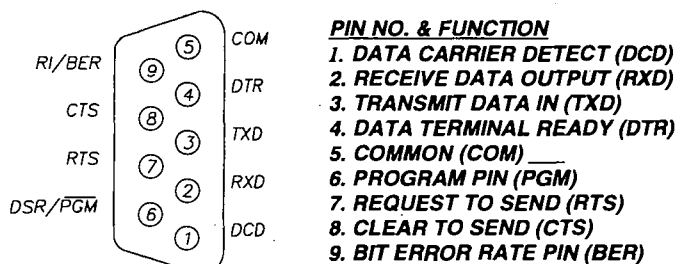 RI/BER
CTS
RTS
DSR/PGM
5
9
4
8
3
7
2
6
1
COM
DTR
TXD
RXD
DCD
PIN NO. & FUNCTION
1. DATA CARRIER DETECT (DCD)
2. RECEIVE DATA OUTPUT (RXD)
3. TRANSMIT DATA IN (TXD)
4. DATA TERMINAL READY (DTR)
5. COMMON (COM)
6. PROGRAM PIN (PGM)
7. REQUEST TO SEND (RTS)
8. CLEAR TO SEND (CTS)
9. BIT ERROR RATE PIN (BER)